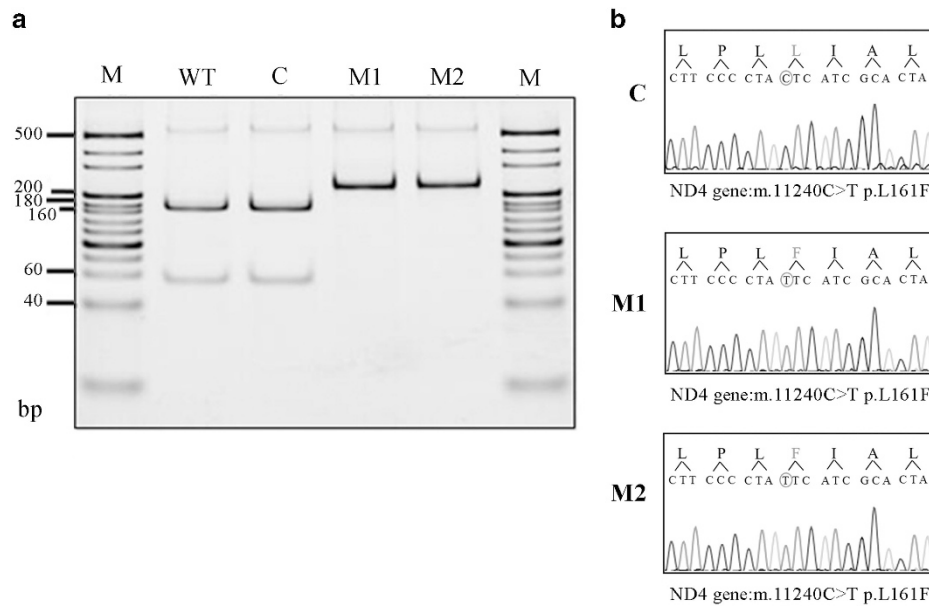 a
M WT C M1 M2 M
500
200
180
160
60
40
bp
b
C
L P L L I A L
CTT CCC CTA CTC ATC GCA CTA
ND4 gene:m.11240C>T p.L161F
M1
L P L F I A L
CTT CCC CTA TTC ATC GCA CTA
ND4 gene:m.11240C>T p.L161F
M2
L P L F I A L
CTT CCC CTA TTC ATC GCA CTA
ND4 gene:m.11240C>T p.L161F